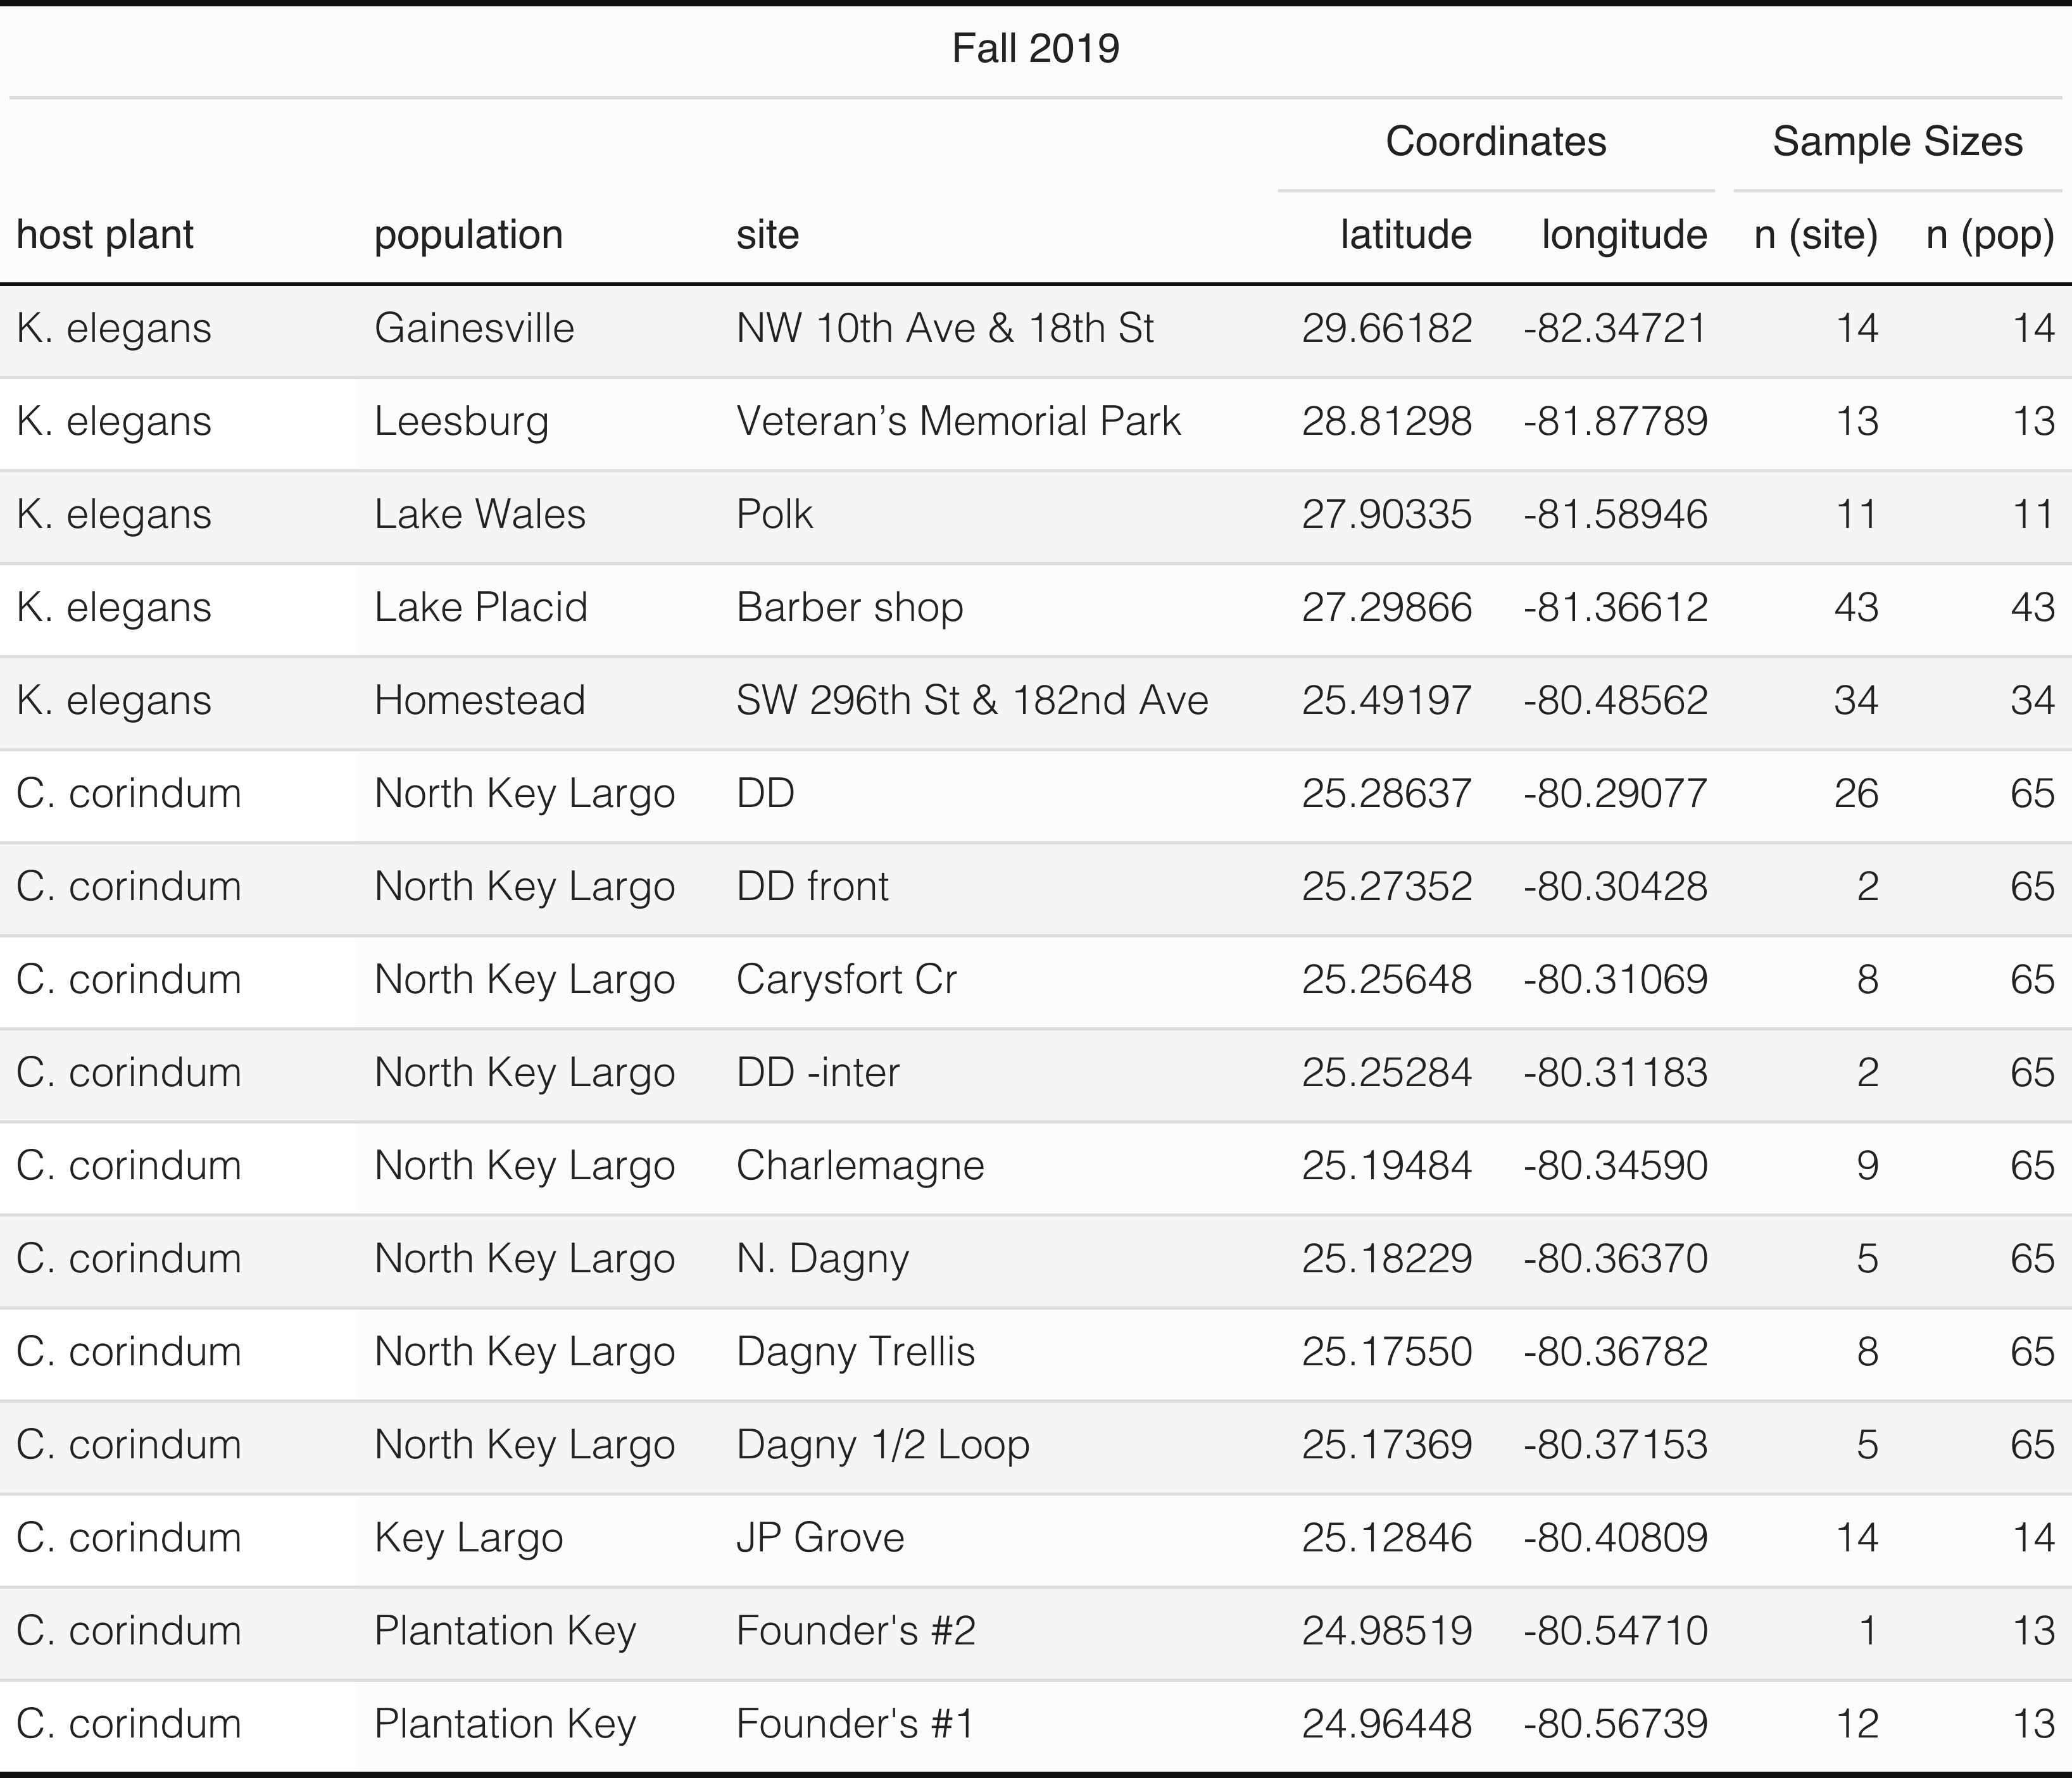 Fall 2019
Coordinates Sample Sizes
host plant population site latitude longitude n (site) n (pop)
K. elegans Gainesville NW 10th Ave & 18th St 29.66182 -82.34721 14 14
K. elegans Leesburg Veteran’s Memorial Park 28.81298 -81.87789 13 13
K. elegans Lake Wales Polk 27.90335 -81.58946 11 11
K. elegans Lake Placid Barber shop 27.29866 -81.36612 43 43
K. elegans Homestead SW 296th St & 182nd Ave 25.49197 -80.48562 34 34
C. corindum North Key Largo DD 25.28637 -80.29077 26 65
C. corindum North Key Largo DD front 25.27352 -80.30428 2 65
C. corindum North Key Largo Carysfort Cr 25.25648 -80.31069 8 65
C. corindum North Key Largo DD -inter 25.25284 -80.31183 2 65
C. corindum North Key Largo Charlemagne 25.19484 -80.34590 9 65
C. corindum North Key Largo N. Dagny 25.18229 -80.36370 5 65
C. corindum North Key Largo Dagny Trellis 25.17550 -80.36782 8 65
C. corindum North Key Largo Dagny 1/2 Loop 25.17369 -80.37153 5 65
C. corindum Key Largo JP Grove 25.12846 -80.40809 14 14
C. corindum Plantation Key Founder's #2 24.98519 -80.54710 1 13
C. corindum Plantation Key Founder's #1 24.96448 -80.56739 12 13